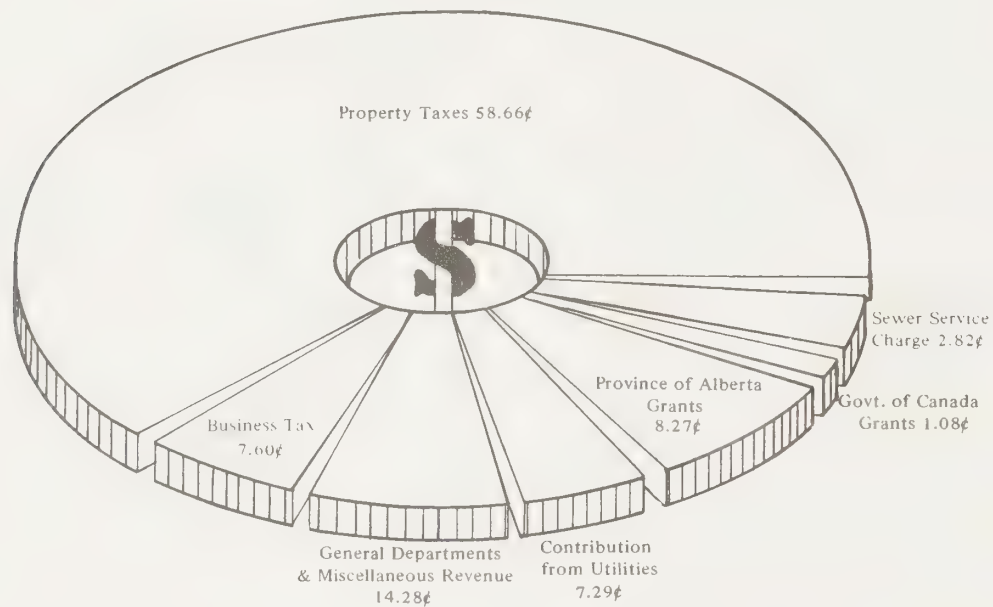 Property Taxes 58.66¢
$
Sewer Service
Charge 2.82¢
Govt. of Canada
Grants 1.08¢
Province of Alberta
Grants
8.27¢
Business Tax
7.60¢
General Departments
& Miscellaneous Revenue
14.28¢
Contribution
from Utilities
7.29¢